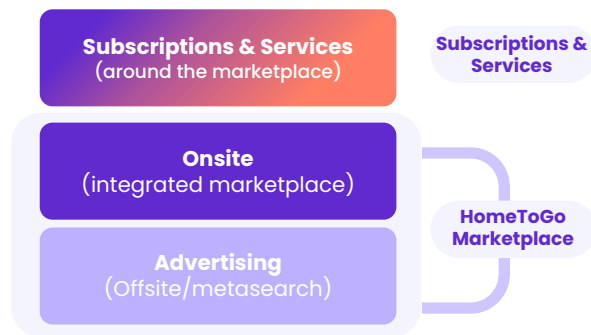 Subscriptions & Services
(around the marketplace)
Subscriptions &
Services
Onsite
(integrated marketplace)
HomeToGo
Marketplace
Advertising
(Offsite/metasearch)